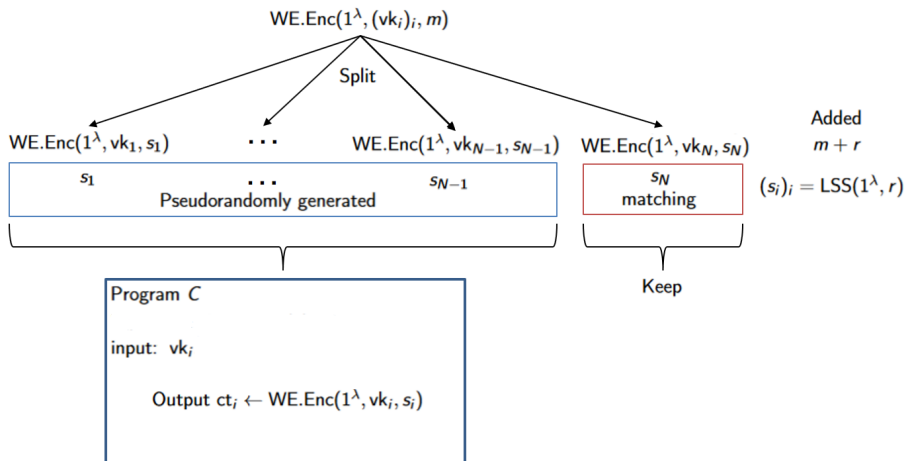 WE.Enc(1^λ, (vk_i)_i, m)
Split
WE.Enc(1^λ, vk_1, s_1) ··· WE.Enc(1^λ, vk_{N−1}, s_{N−1}) WE.Enc(1^λ, vk_N, s_N)
Added
m + r
s_1 ··· s_{N−1}
Pseudorandomly generated
s_N
matching
(s_i)_i = LSS(1^λ, r)
Keep
Program C
input: vk_i
Output ct_i ← WE.Enc(1^λ, vk_i, s_i)